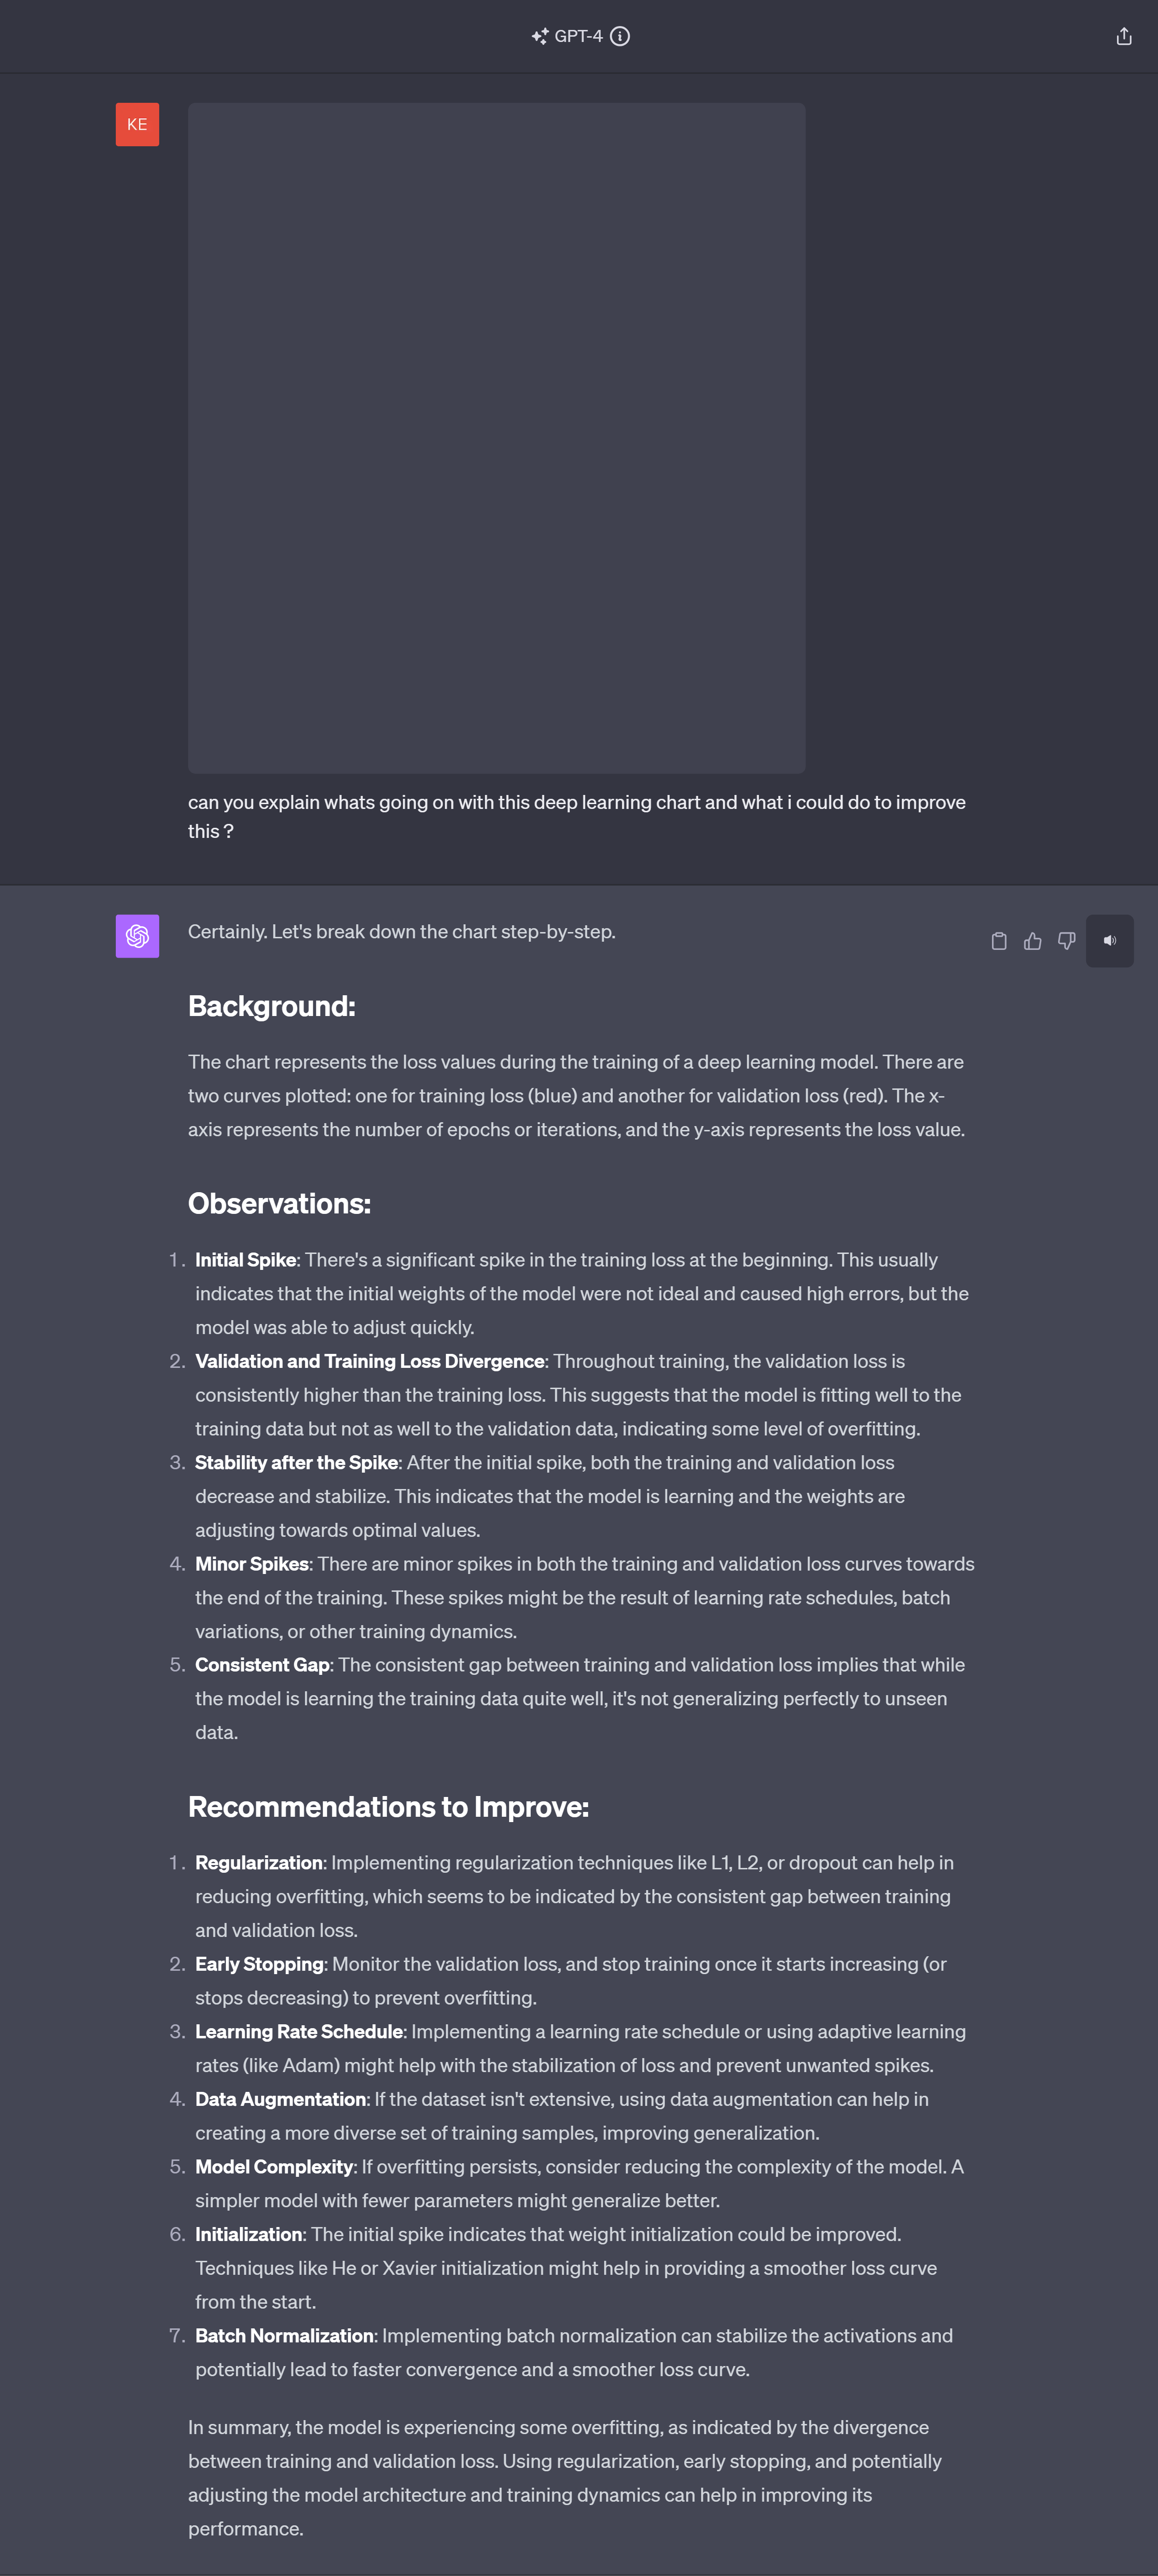 GPT-4
KE
can you explain whats going on with this deep learning chart and what i could do to improve
this ?
Certainly. Let's break down the chart step-by-step.
Background:
The chart represents the loss values during the training of a deep learning model. There are
two curves plotted: one for training loss (blue) and another for validation loss (red). The x-
axis represents the number of epochs or iterations, and the y-axis represents the loss value.
Observations:
1. Initial Spike: There's a significant spike in the training loss at the beginning. This usually
indicates that the initial weights of the model were not ideal and caused high errors, but the
model was able to adjust quickly.
2. Validation and Training Loss Divergence: Throughout training, the validation loss is
consistently higher than the training loss. This suggests that the model is fitting well to the
training data but not as well to the validation data, indicating some level of overfitting.
3. Stability after the Spike: After the initial spike, both the training and validation loss
decrease and stabilize. This indicates that the model is learning and the weights are
adjusting towards optimal values.
4. Minor Spikes: There are minor spikes in both the training and validation loss curves towards
the end of the training. These spikes might be the result of learning rate schedules, batch
variations, or other training dynamics.
5. Consistent Gap: The consistent gap between training and validation loss implies that while
the model is learning the training data quite well, it's not generalizing perfectly to unseen
data.
Recommendations to Improve:
1. Regularization: Implementing regularization techniques like L1, L2, or dropout can help in
reducing overfitting, which seems to be indicated by the consistent gap between training
and validation loss.
2. Early Stopping: Monitor the validation loss, and stop training once it starts increasing (or
stops decreasing) to prevent overfitting.
3. Learning Rate Schedule: Implementing a learning rate schedule or using adaptive learning
rates (like Adam) might help with the stabilization of loss and prevent unwanted spikes.
4. Data Augmentation: If the dataset isn't extensive, using data augmentation can help in
creating a more diverse set of training samples, improving generalization.
5. Model Complexity: If overfitting persists, consider reducing the complexity of the model. A
simpler model with fewer parameters might generalize better.
6. Initialization: The initial spike indicates that weight initialization could be improved.
Techniques like He or Xavier initialization might help in providing a smoother loss curve
from the start.
7. Batch Normalization: Implementing batch normalization can stabilize the activations and
potentially lead to faster convergence and a smoother loss curve.
In summary, the model is experiencing some overfitting, as indicated by the divergence
between training and validation loss. Using regularization, early stopping, and potentially
adjusting the model architecture and training dynamics can help in improving its
performance.